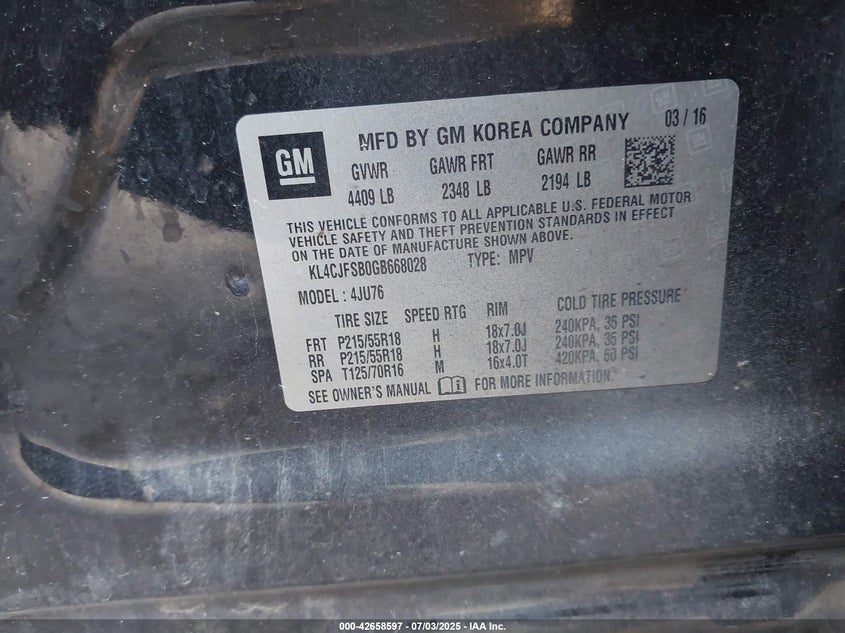 GM
MFD BY GM KOREA COMPANY 03 / 16
GVWR GAWR FRT GAWR RR
4409 LB 2348 LB 2194 LB
THIS VEHICLE CONFORMS TO ALL APPLICABLE U.S. FEDERAL MOTOR
VEHICLE SAFETY AND THEFT PREVENTION STANDARDS IN EFFECT
ON THE DATE OF MANUFACTURE SHOWN ABOVE.
KL4CJFSB0GB668028 TYPE: MPV
MODEL : 4JU76
TIRE SIZE SPEED RTG RIM COLD TIRE PRESSURE
FRT P215/55R18 H 18x7.0J 240KPA, 35 PSI
RR P215/55R18 H 18x7.0J 240KPA, 35 PSI
SPA T125/70R16 M 16x4.0T 420KPA, 60 PSI
SEE OWNER'S MANUAL FOR MORE INFORMATION.
000-42658597 - 07/03/2025 - IAA Inc.